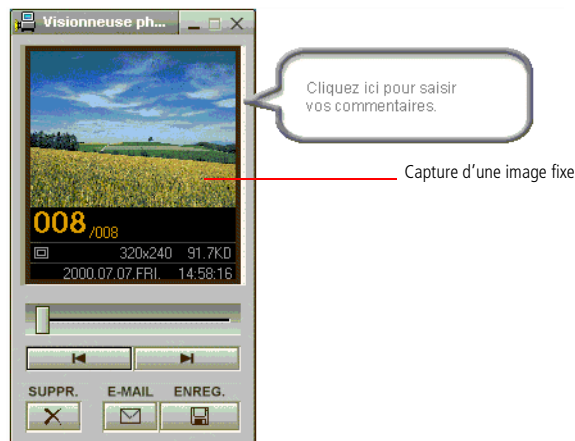 Visionneuse ph...
Cliquez ici pour saisir
vos commentaires.
Capture d'une image fixe
008/008
320x240 91.7KD
2000.07.07.FRI. 14:58:16
SUPPR. E-MAIL ENREG.